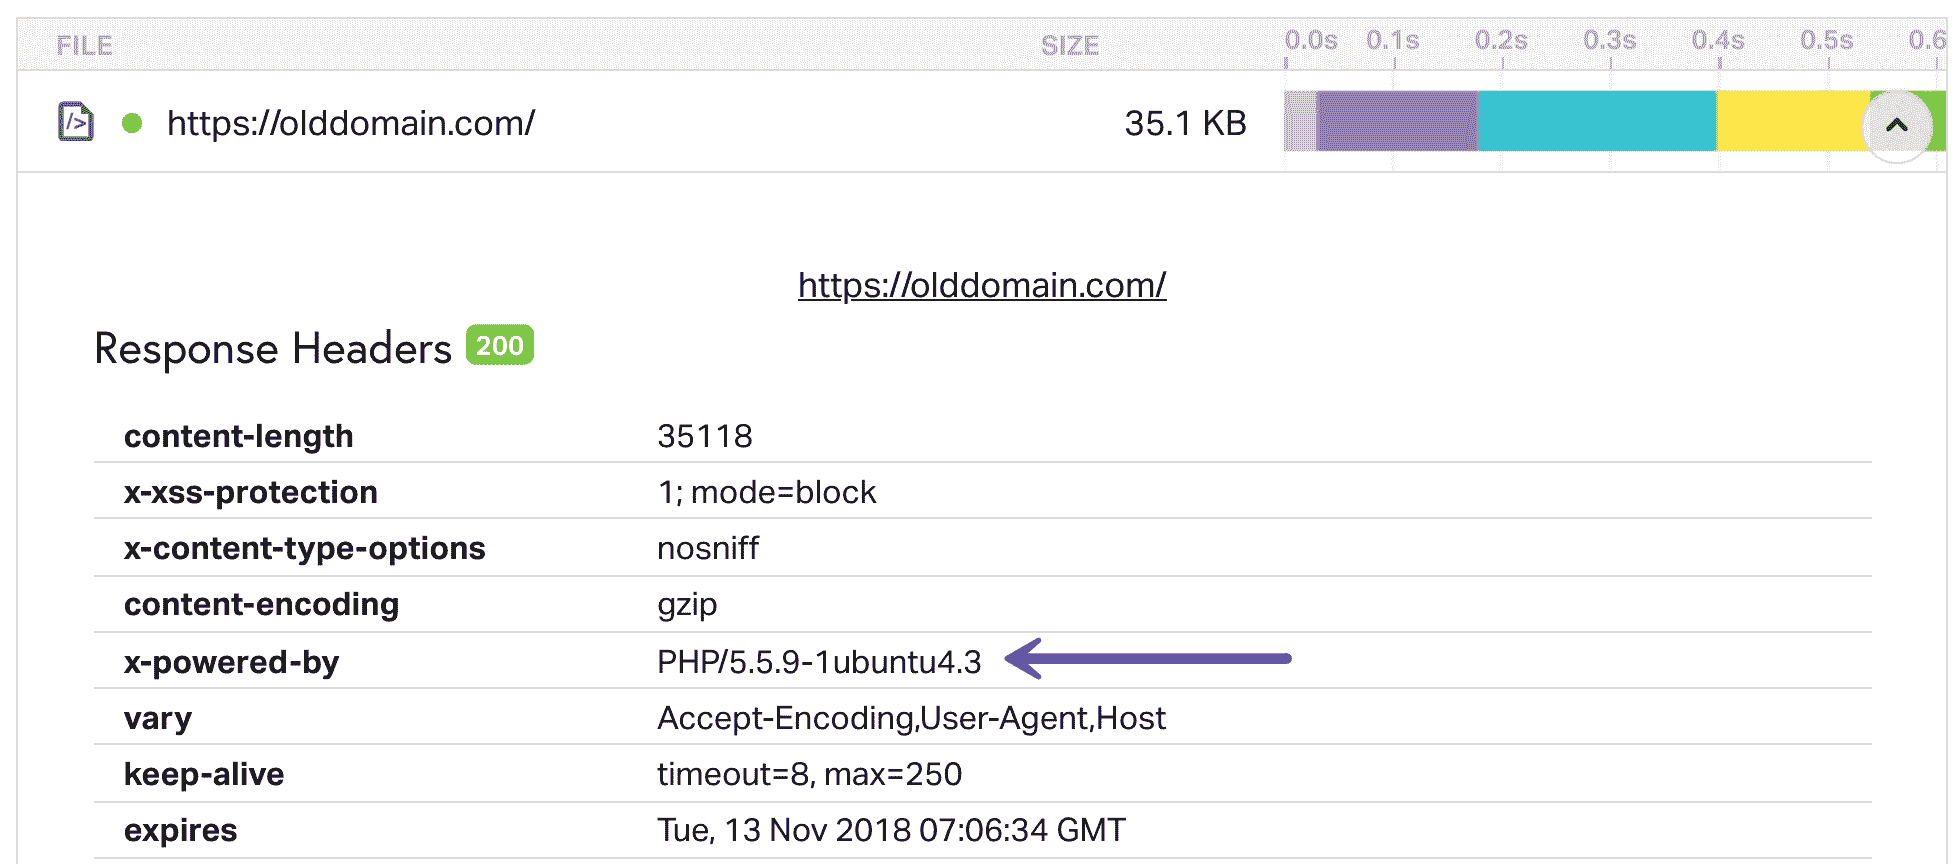 FILE SIZE 0.0s 0.1s 0.2s 0.3s 0.4s 0.5s 0.6
</> https://olddomain.com/ 35.1 KB
https://olddomain.com/
Response Headers 200
content-length 35118
x-xss-protection 1; mode=block
x-content-type-options nosniff
content-encoding gzip
x-powered-by PHP/5.5.9-1ubuntu4.3
vary Accept-Encoding,User-Agent,Host
keep-alive timeout=8, max=250
expires Tue, 13 Nov 2018 07:06:34 GMT